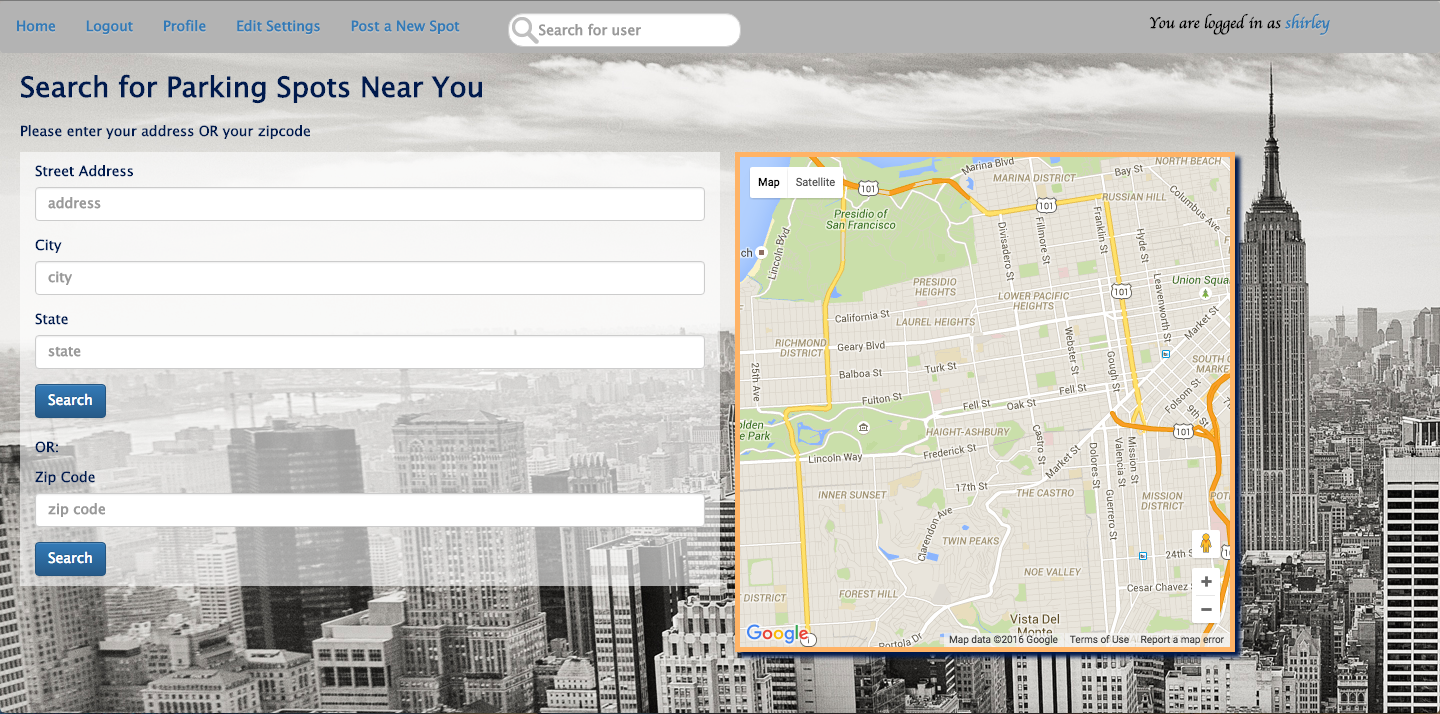 Home Logout Profile Edit Settings Post a New Spot Search for user You are logged in as shirley
Search for Parking Spots Near You
Please enter your address OR your zipcode
Street Address
address
City
city
State
state
Search
OR:
Zip Code
zip code
Search
Map Satellite
Marina Blvd
NORTH BEACH
MARINA DISTRICT
Bay St
101
101
RUSSIAN HILL
Columbus Ave
Presidio of
San Francisco
Lincoln Blvd
ch
Divisadero St
Fillmore St
Franklin St
Hyde St
Leavenworth St
Union Squa
PRESIDIO
HEIGHTS
LOWER PACIFIC
HEIGHTS
101
California St
LAUREL HEIGHTS
Market St
RICHMOND
DISTRICT
Geary Blvd
Webster St
Gough St
SOUTH
MARKE
25th Ave
Balboa St
Turk St
Fell St
Folsom St
Fulton St
Fell St
Oak St
9th St
olden
e Park
HAIGHT-ASHBURY
101
Lincoln Way
Frederick St
Castro St
Market St
Dolores St
Valencia St
Mission St
Guerrero St
17th St
INNER SUNSET
THE CASTRO
MISSION
DISTRICT
POT
Clarendon Ave
TWIN PEAKS
24th S
NOE VALLEY
Cesar Chavez
DISTRICT
FOREST HILL
Vista Del
Monte
Google
1
Portola Dr
Map data ©2016 Google Terms of Use Report a map error